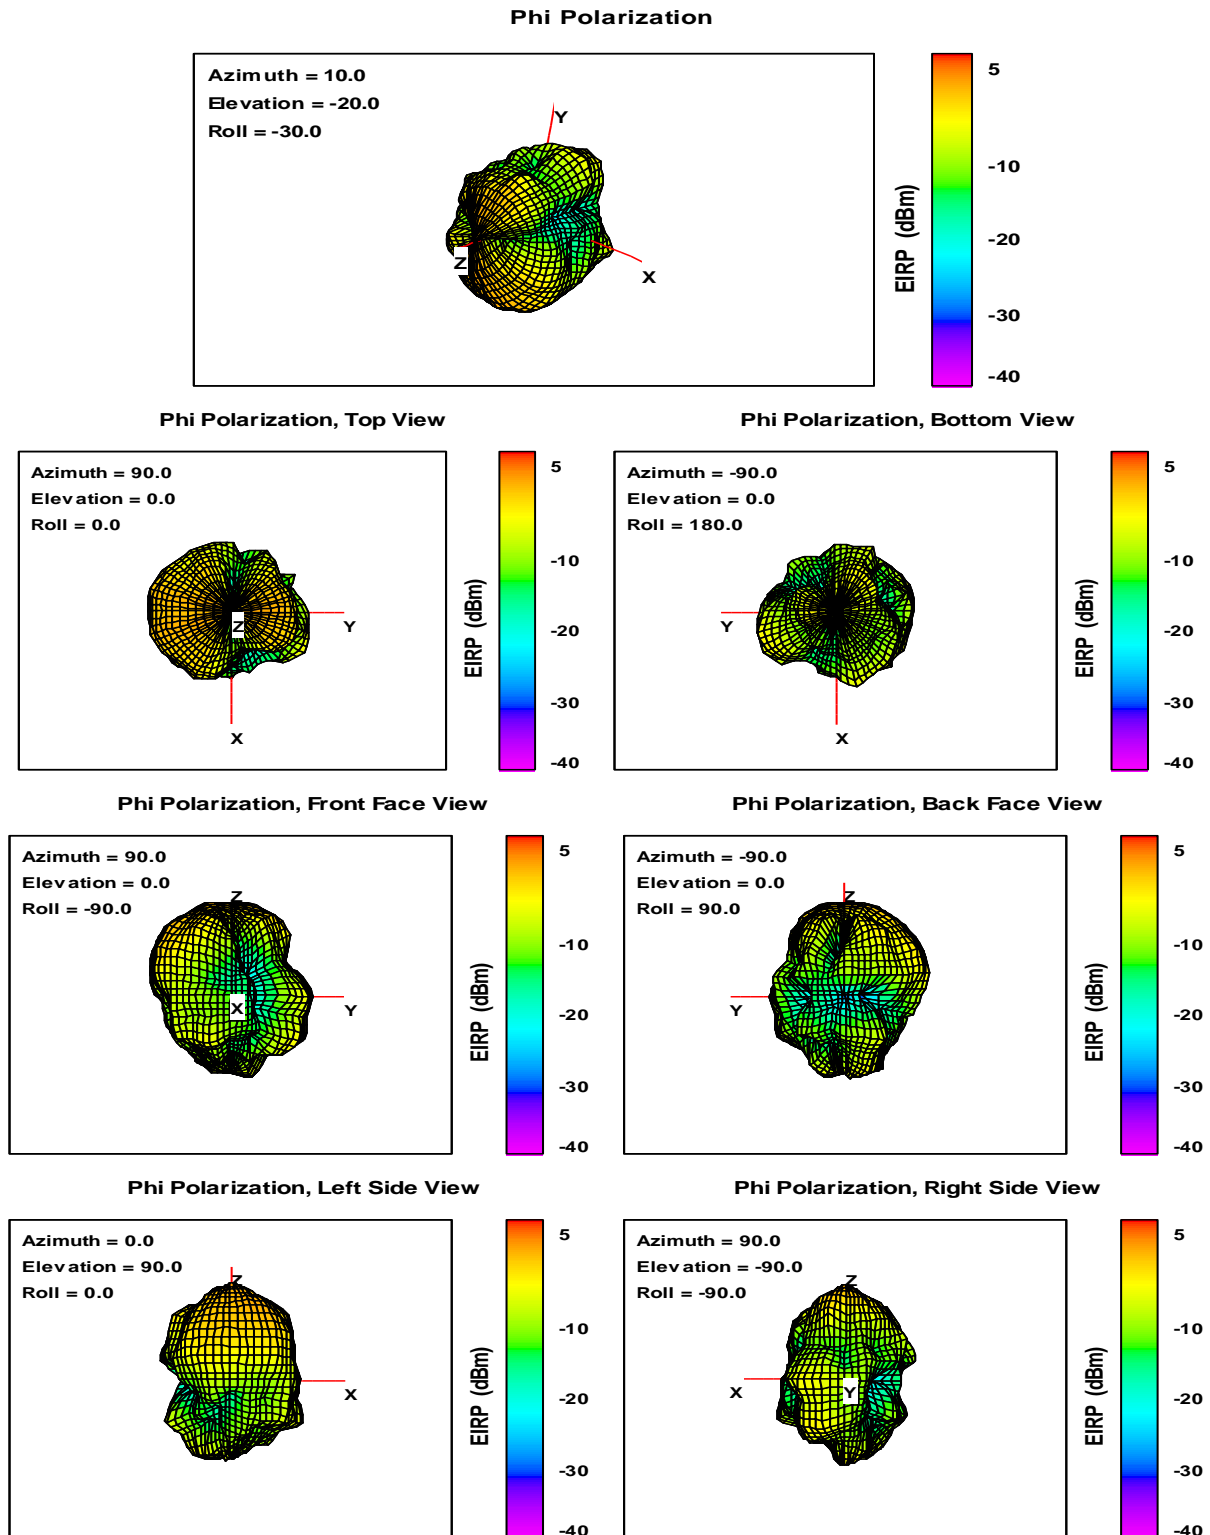 Phi Polarization
Azimuth = 10.0
Elevation = -20.0
Roll = -30.0
Y
Z
X
EIRP (dBm)
5
-10
-20
-30
-40
Phi Polarization, Top View
Azimuth = 90.0
Elevation = 0.0
Roll = 0.0
Z
Y
X
EIRP (dBm)
5
-10
-20
-30
-40
Phi Polarization, Bottom View
Azimuth = -90.0
Elevation = 0.0
Roll = 180.0
Y
X
EIRP (dBm)
5
-10
-20
-30
-40
Phi Polarization, Front Face View
Azimuth = 90.0
Elevation = 0.0
Roll = -90.0
Z
X
Y
EIRP (dBm)
5
-10
-20
-30
-40
Phi Polarization, Back Face View
Azimuth = -90.0
Elevation = 0.0
Roll = 90.0
Z
Y
EIRP (dBm)
5
-10
-20
-30
-40
Phi Polarization, Left Side View
Azimuth = 0.0
Elevation = 90.0
Roll = 0.0
Z
X
EIRP (dBm)
5
-10
-20
-30
-40
Phi Polarization, Right Side View
Azimuth = 90.0
Elevation = -90.0
Roll = -90.0
Z
X
Y
EIRP (dBm)
5
-10
-20
-30
-40